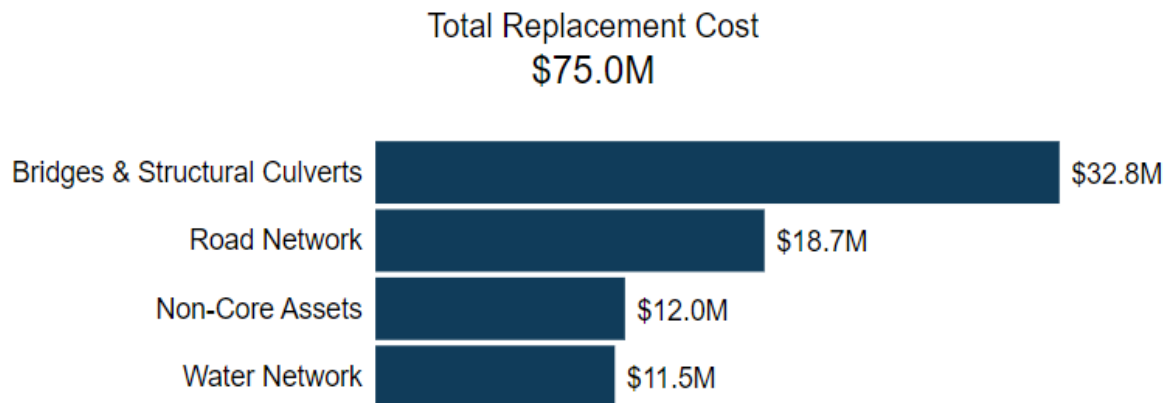 Total Replacement Cost
$75.0M
Bridges & Structural Culverts $32.8M
Road Network $18.7M
Non-Core Assets $12.0M
Water Network $11.5M